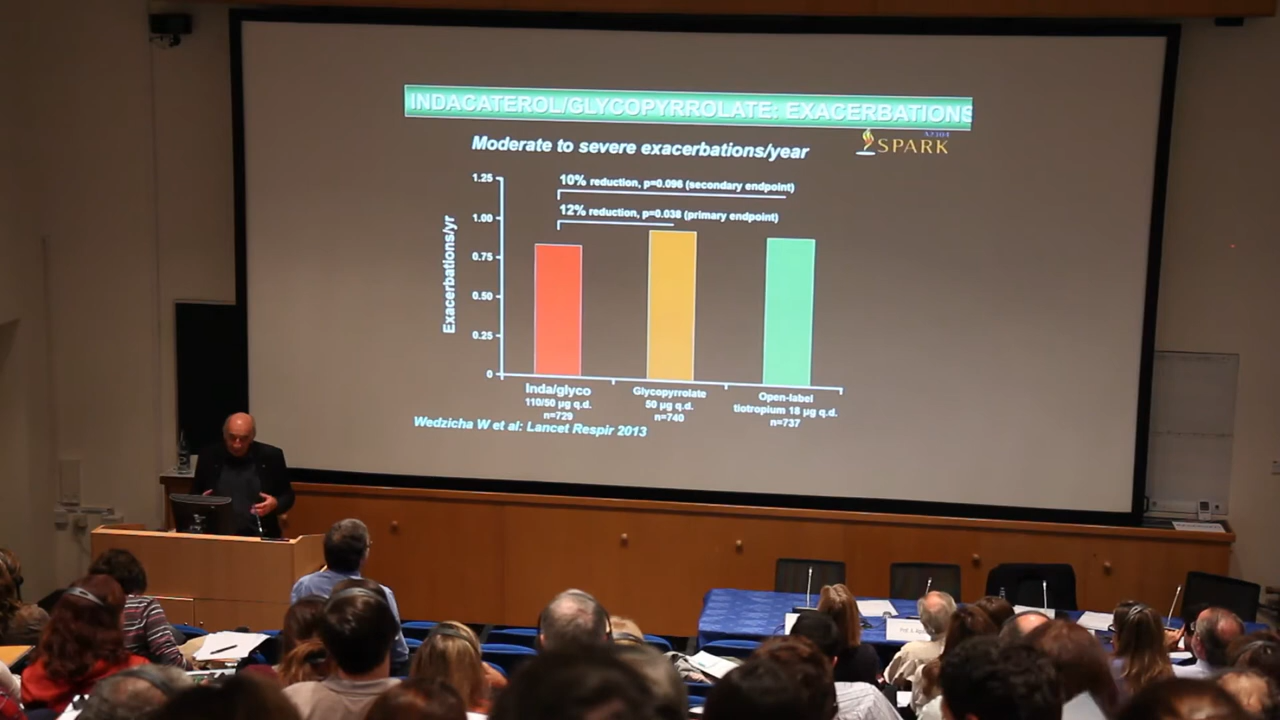 INDACATEROL/GLYCOPYRROLATE: EXACERBATIONS
SPARK
Moderate to severe exacerbations/year
10% reduction, p=0.096 (secondary endpoint)
12% reduction, p=0.038 (primary endpoint)
Exacerbations/yr
1.25
1.00
0.75
0.50
0.25
0
Inda/glyco
110/50 µg q.d.
n=729
Glycopyrrolate
50 µg q.d.
n=740
Open-label
tiotropium 18 µg q.d.
n=737
Wedzicha W et al: Lancet Respir 2013